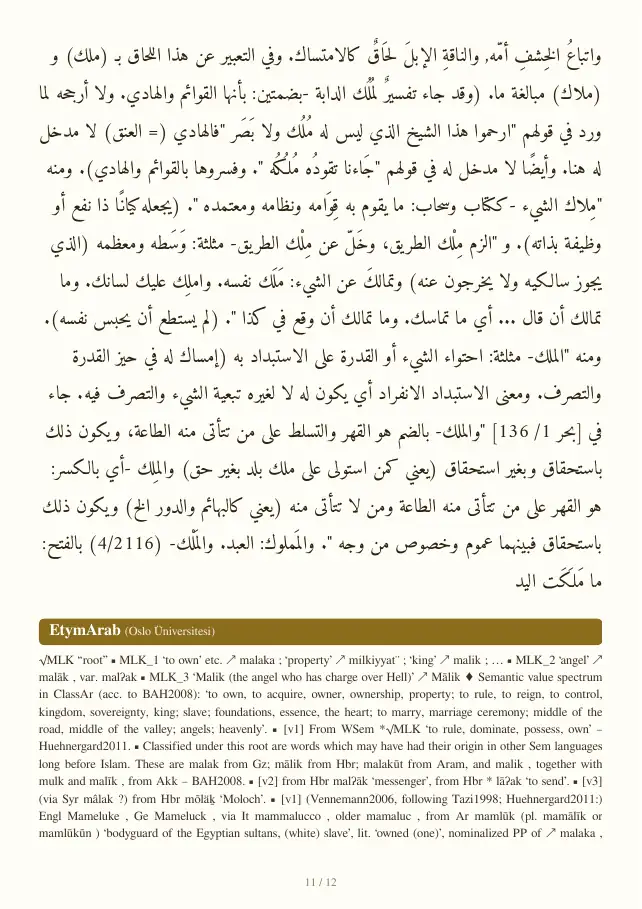 واتباعُ الخِشفِ أمّه, والناقةِ الإبلَ لحَاقٌ كالامتساك. وفي التعبير عن هذا اللحاق بـ (ملك) و
(ملاك) مبالغة ما. (وقد جاء تفسيرٌ لمُلُك الدابة -بضمتين: بأنها القوائم والهادي. ولا أرجحه لما
ورد في قولهم "ارحموا هذا الشيخ الذي ليس له مُلُك ولا بَصَر "فالهادي (= العنق) لا مدخل
له هنا. وأيضًا لا مدخل له في قولهم "جَاءنا تقودُه مُلُكُه ". وفسروها بالقوائم والهادي). ومنه
"مِلاك الشيء -ككتاب وسحاب: ما يقوم به قِوَامه ونظامه ومعتمده ". (يجعله كيانًا ذا نفع أو
وظيفة بذاته). و "الزم مِلْك الطريق، وخَلّ عن مِلْك الطريق- مثلثة: وَسَطه ومعظمه (الذي
يجوز سالكيه ولا يخرجون عنه) وتمالكَ عن الشيء: مَلَك نفسه. واملِك عليك لسانك. وما
تمالك أن قال ... أي ما تماسك. وما تمالك أن وقع في كذا ". (لم يستطع أن يحبس نفسه).
ومنه "الملك- مثلثة: احتواء الشيء أو القدرة على الاستبداد به (إمساك له في حيز القدرة
والتصرف. ومعنى الاستبداد الانفراد أي يكون له لا لغيره تبعية الشيء والتصرف فيه. جاء
في [بحر 1/ 136] "والملك- بالضم هو القهر والتسلط على من تتأتى منه الطاعة، ويكون ذلك
باستحقاق وبغير استحقاق (يعني كمن استولى على ملك بلد بغير حق) والمِلك -أي بالكسر:
هو القهر على من تتأتى منه الطاعة ومن لا تتأتى منه (يعني كالبهائم والدور الخ) ويكون ذلك
باستحقاق فبينهما عموم وخصوص من وجه ". والمَملوك: العبد. والمَلْك- (4/2116) بالفتح:
ما مَلَكَت اليد
EtymArab (Oslo Üniversitesi)
√MLK “root” ▪ MLK_1 ‘to own’ etc. ↗ malaka ; ‘property’ ↗ milkiyyaẗ ; ‘king’ ↗ malik ; … ▪ MLK_2 ‘angel’ ↗
malāk , var. malʔak ▪ MLK_3 ‘Malik (the angel who has charge over Hell)’ ↗ Mālik ♦ Semantic value spectrum
in ClassAr (acc. to BAH2008): ‘to own, to acquire, owner, ownership, property; to rule, to reign, to control,
kingdom, sovereignty, king; slave; foundations, essence, the heart; to marry, marriage ceremony; middle of the
road, middle of the valley; angels; heavenly’. ▪ [v1] From WSem *√MLK ‘to rule, dominate, possess, own’ –
Huehnergard2011. ▪ Classified under this root are words which may have had their origin in other Sem languages
long before Islam. These are malak from Gz; mālik from Hbr; malakūt from Aram, and malik , together with
mulk and malīk , from Akk – BAH2008. ▪ [v2] from Hbr malʔāk ‘messenger’, from Hbr * lāʔak ‘to send’. ▪ [v3]
(via Syr mâlak ?) from Hbr mōläḵ ‘Moloch’. ▪ [v1] (Vennemann2006, following Tazi1998; Huehnergard2011:)
Engl Mameluke , Ge Mameluck , via It mammalucco , older mamaluc , from Ar mamlūk (pl. mamālīk or
mamlūkūn ) ‘bodyguard of the Egyptian sultans, (white) slave’, lit. ‘owned (one)’, nominalized PP of ↗ malaka ,
11 / 12